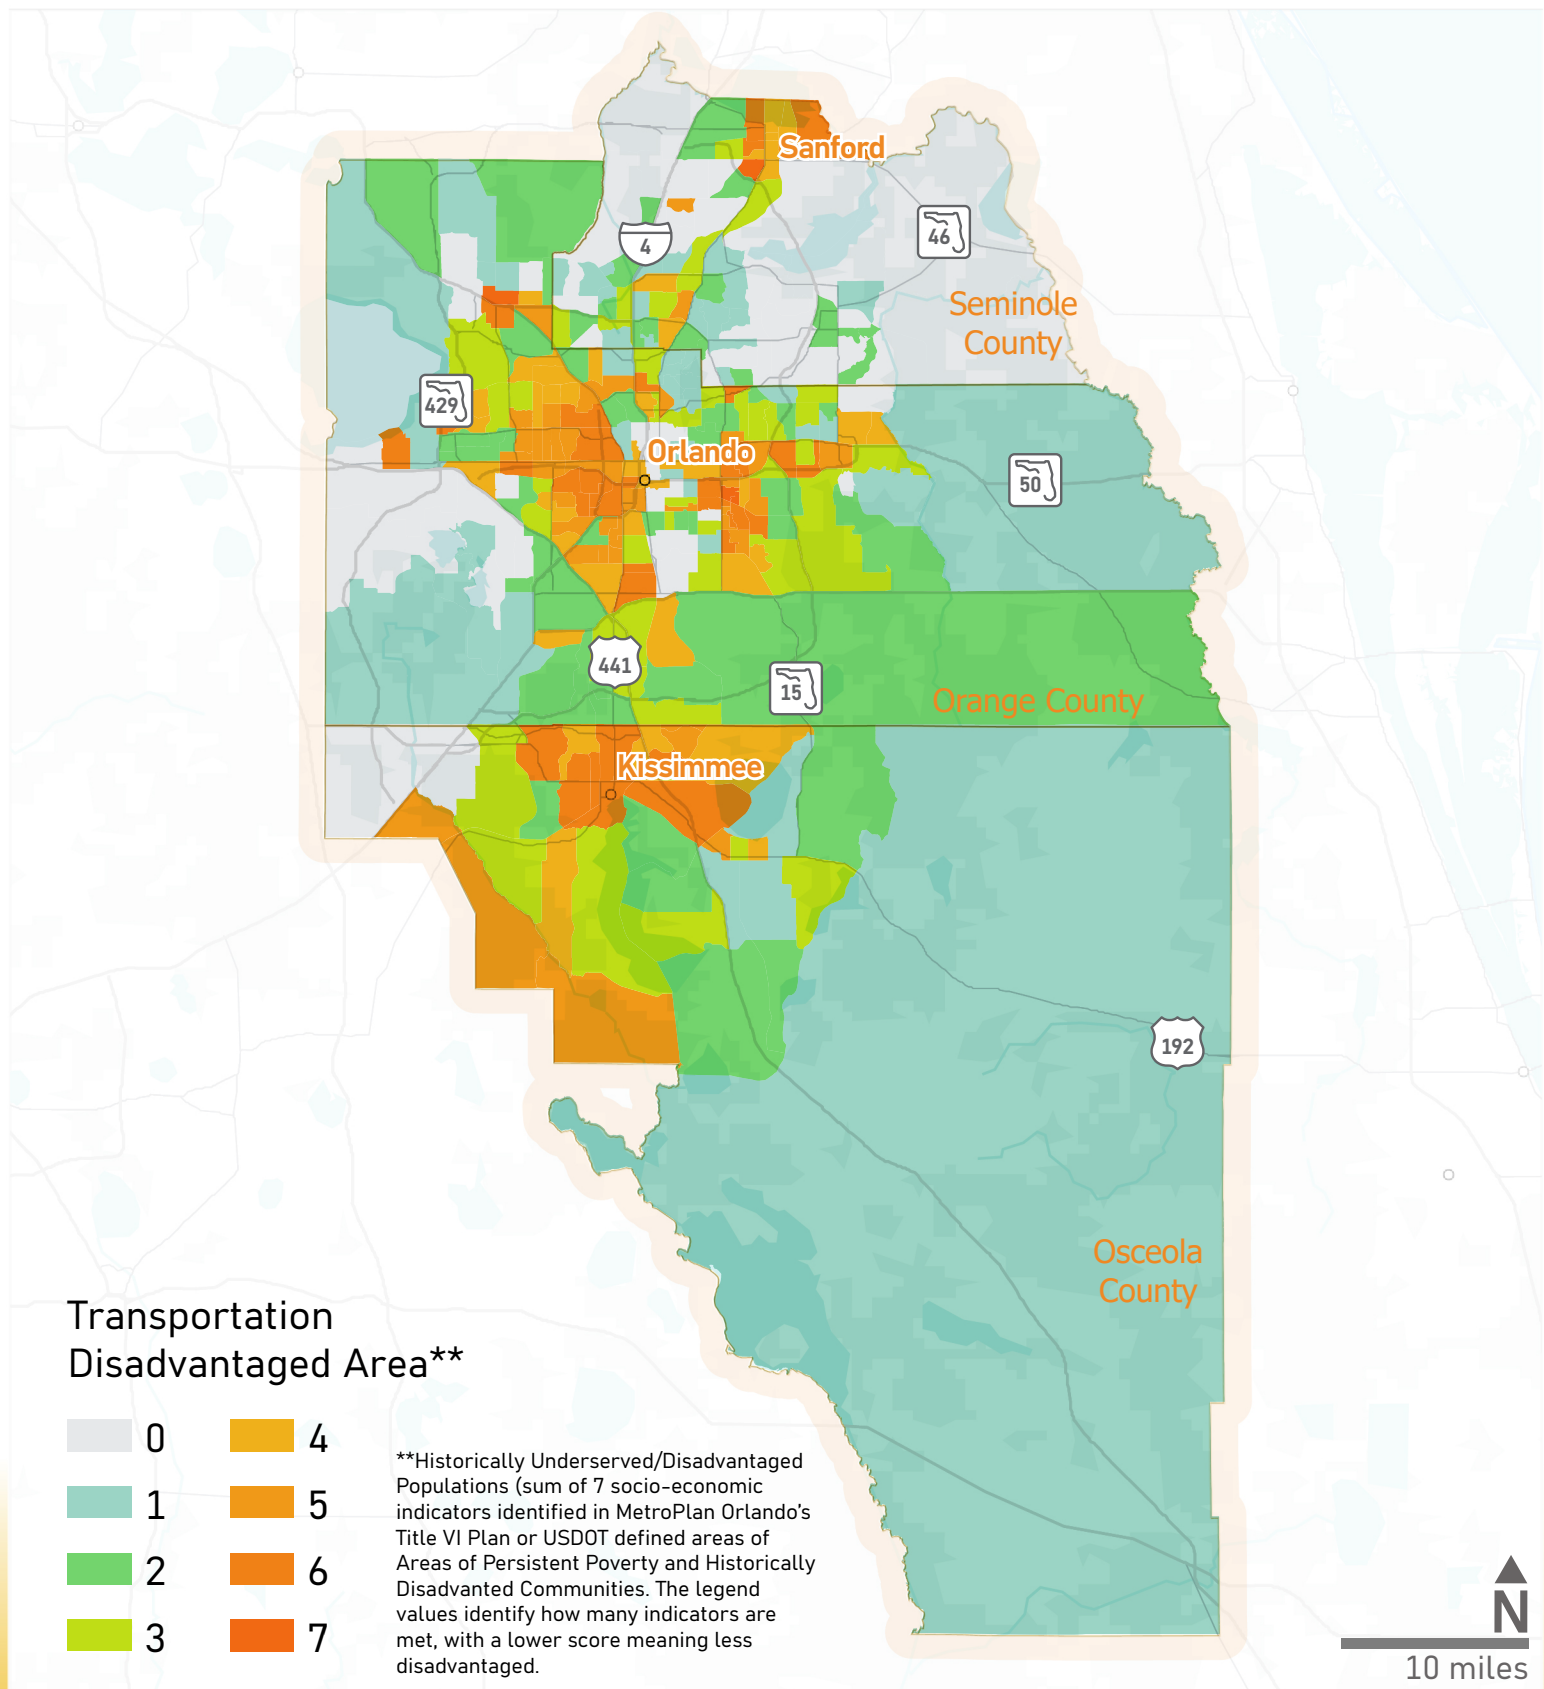 Sanford
4
46
Seminole
County
429
Orlando
50
441
15
Orange County
Kissimmee
192
Osceola
County
Transportation
Disadvantaged Area**
0
4
1
5
2
6
3
7
**Historically Underserved/Disadvantaged
Populations (sum of 7 socio-economic
indicators identified in MetroPlan Orlando's
Title VI Plan or USDOT defined areas of
Areas of Persistent Poverty and Historically
Disadvanted Communities. The legend
values identify how many indicators are
met, with a lower score meaning less
disadvantaged.
N
10 miles